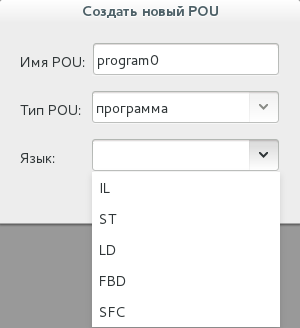 Создать новый POU
Имя POU: program0
Тип POU: программа
Язык:
IL
ST
LD
FBD
SFC